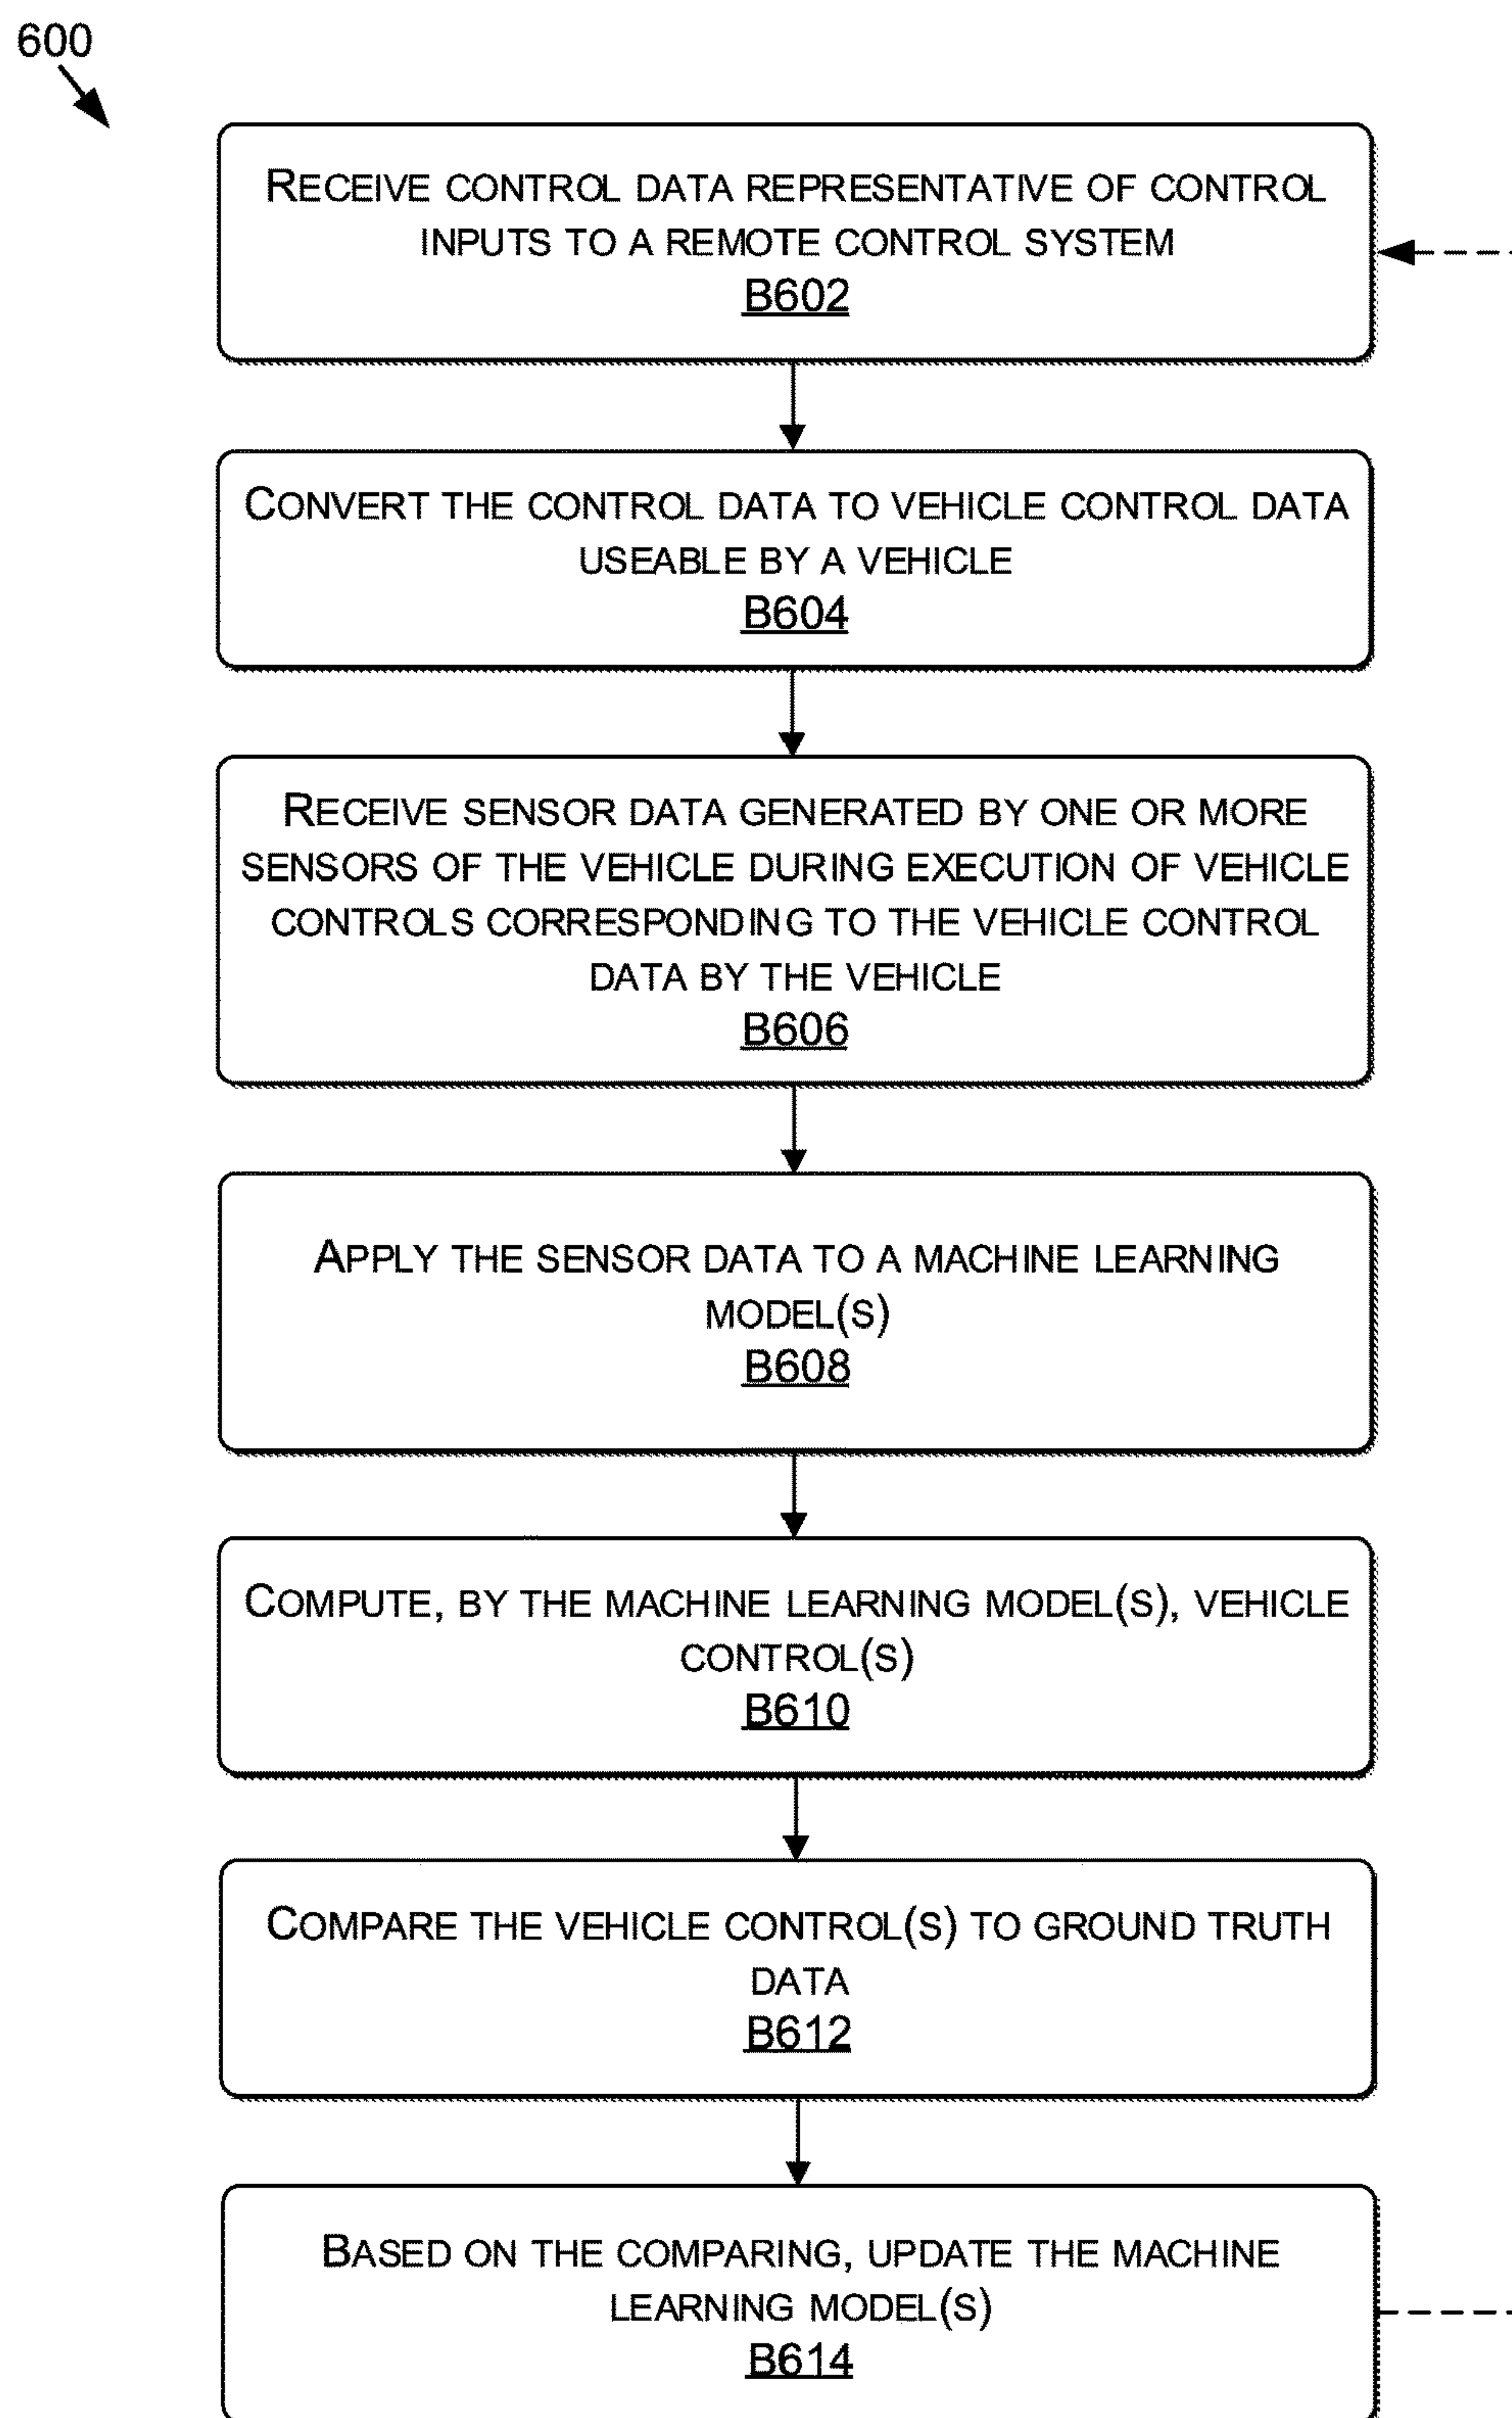 600
RECEIVE CONTROL DATA REPRESENTATIVE OF CONTROL
INPUTS TO A REMOTE CONTROL SYSTEM
B602
CONVERT THE CONTROL DATA TO VEHICLE CONTROL DATA
USEABLE BY A VEHICLE
B604
RECEIVE SENSOR DATA GENERATED BY ONE OR MORE
SENSORS OF THE VEHICLE DURING EXECUTION OF VEHICLE
CONTROLS CORRESPONDING TO THE VEHICLE CONTROL
DATA BY THE VEHICLE
B606
APPLY THE SENSOR DATA TO A MACHINE LEARNING
MODEL(S)
B608
COMPUTE, BY THE MACHINE LEARNING MODEL(S), VEHICLE
CONTROL(S)
B610
COMPARE THE VEHICLE CONTROL(S) TO GROUND TRUTH
DATA
B612
BASED ON THE COMPARING, UPDATE THE MACHINE
LEARNING MODEL(S)
B614